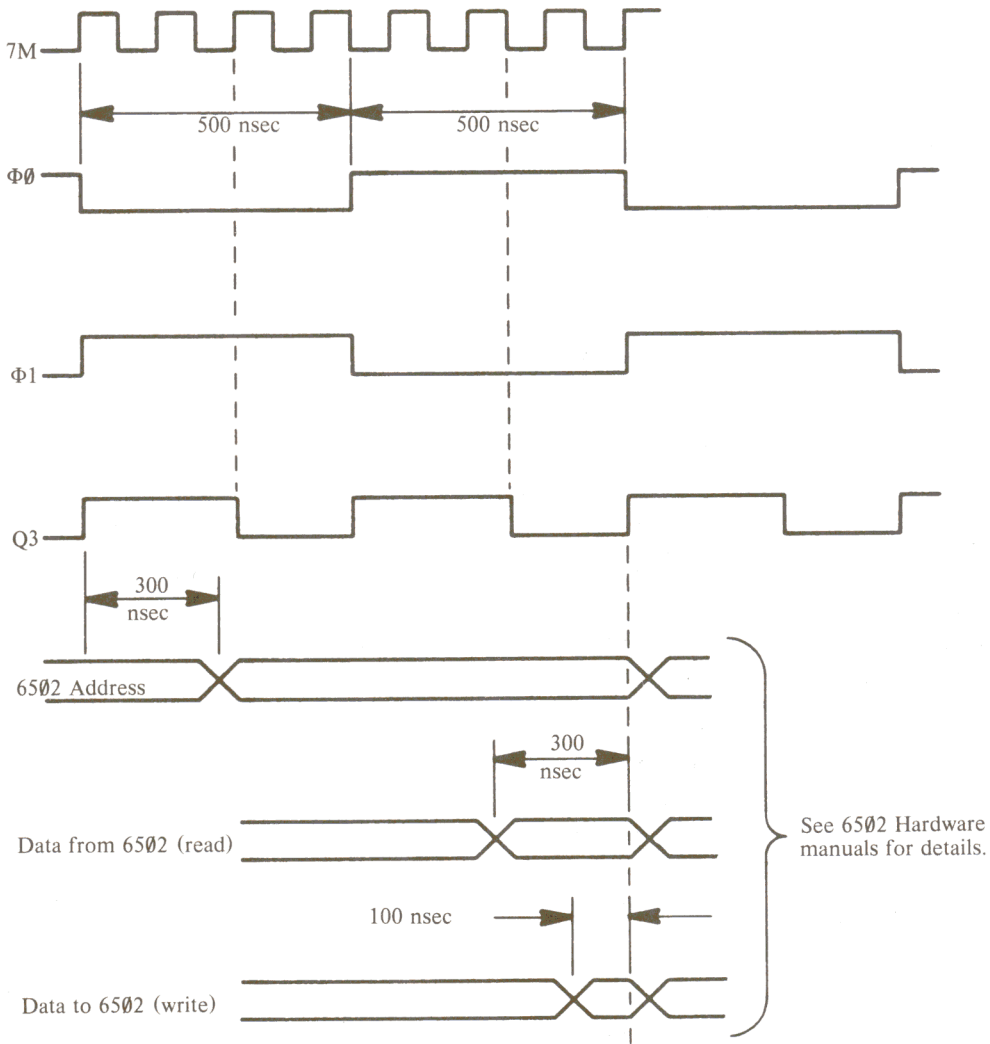 7M
500 nsec
500 nsec
ΦØ
Φ1
Q3
300
nsec
65Ø2 Address
300
nsec
Data from 65Ø2 (read)
See 65Ø2 Hardware
manuals for details.
100 nsec
Data to 65Ø2 (write)